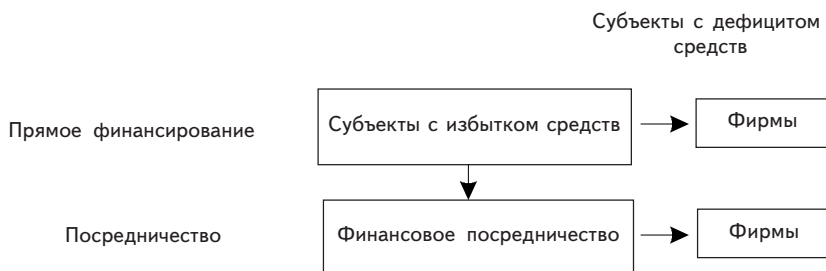 Субъекты с дефицитом
средств
Прямое финансирование
Субъекты с избытком средств
Фирмы
Посредничество
Финансовое посредничество
Фирмы